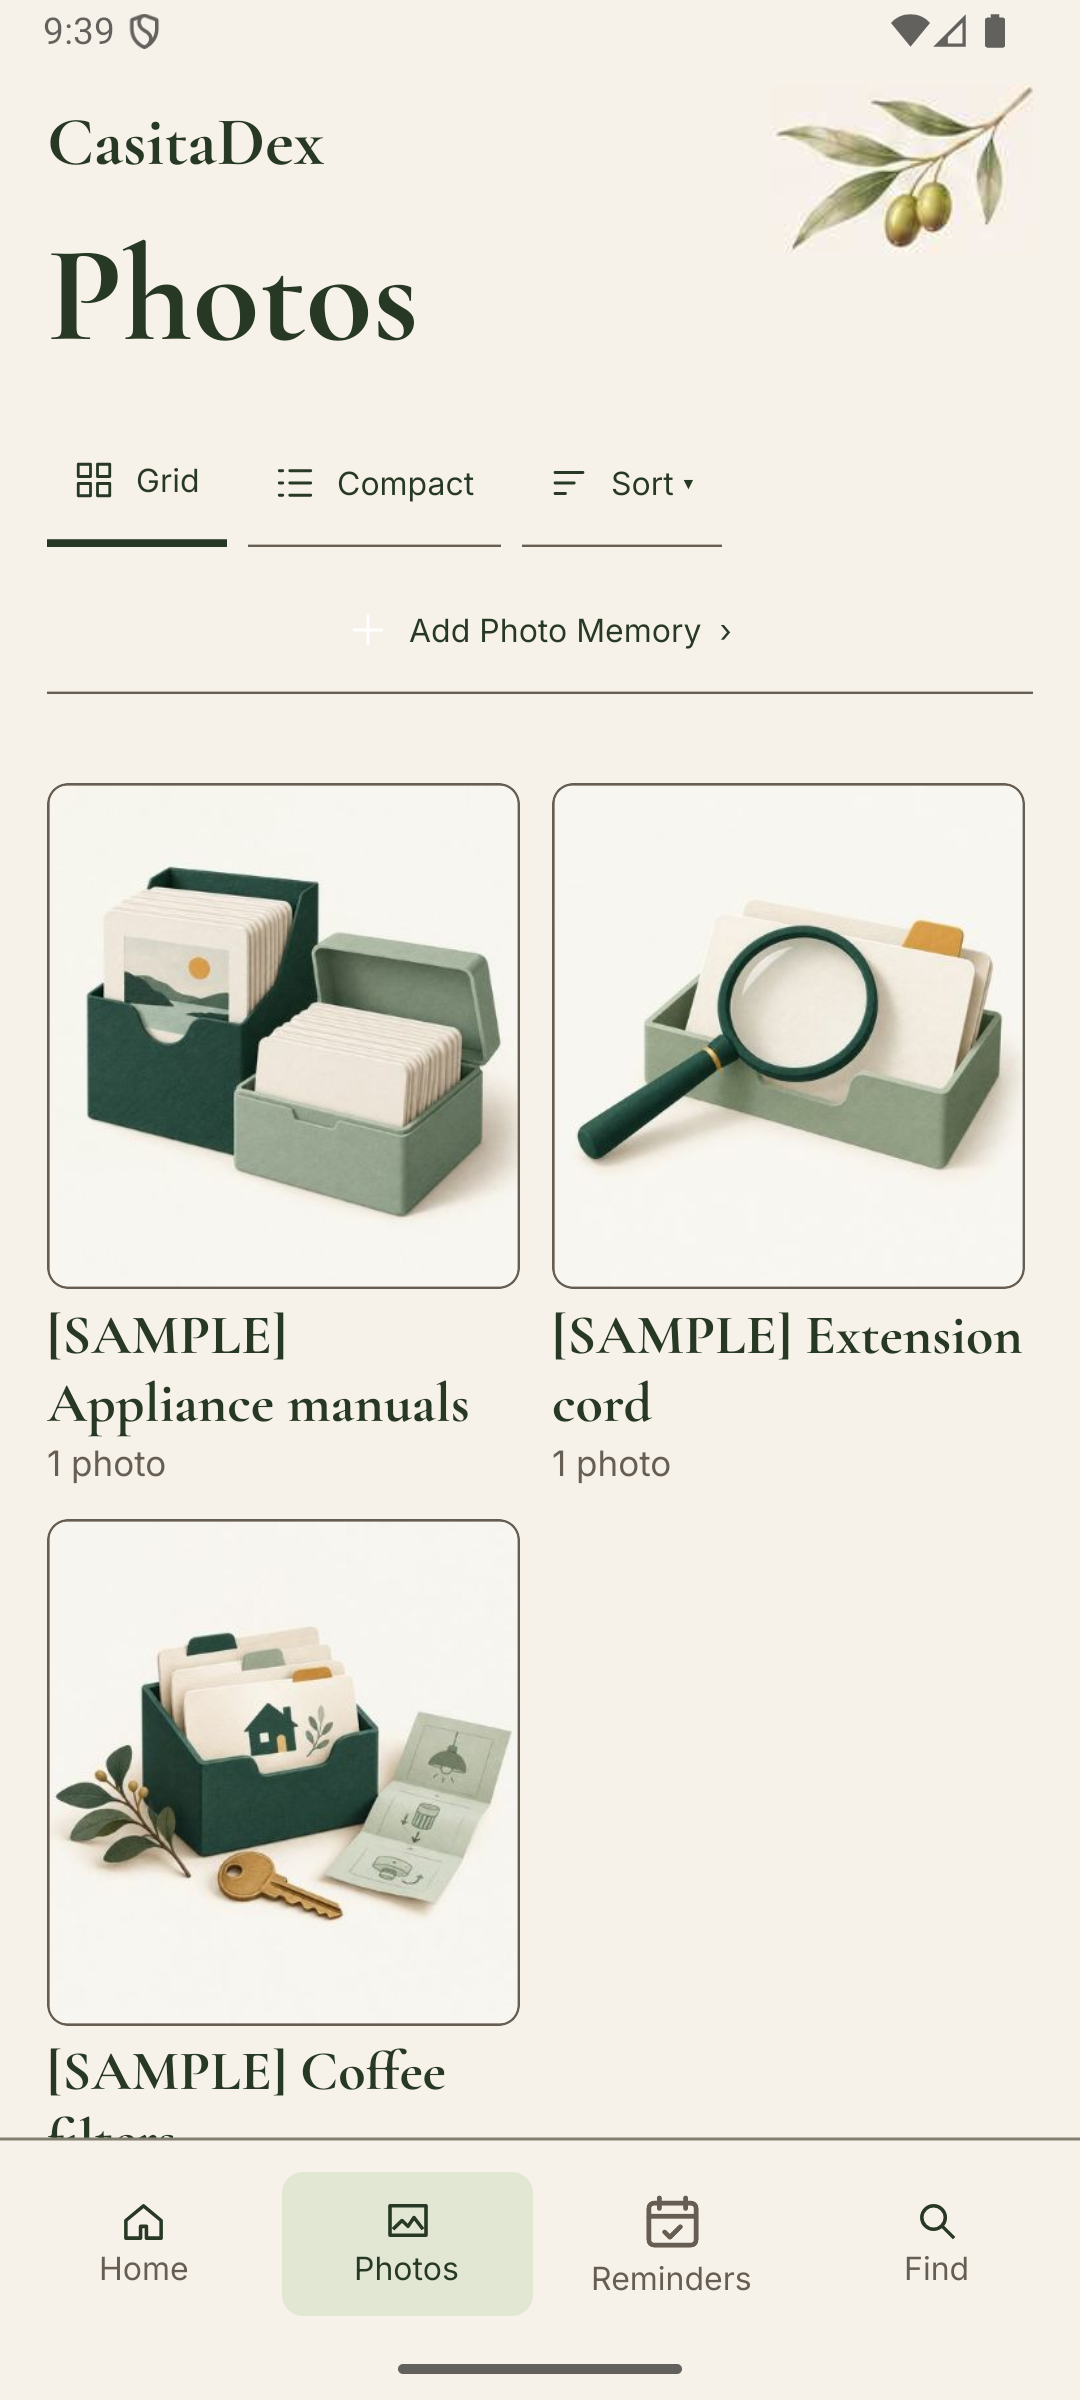 9:39
CasitaDex
Photos
Grid
Compact
Sort ▾
Add Photo Memory ›
[SAMPLE]
Appliance manuals
1 photo
[SAMPLE] Extension
cord
1 photo
[SAMPLE] Coffee
filters
Home
Photos
Reminders
Find